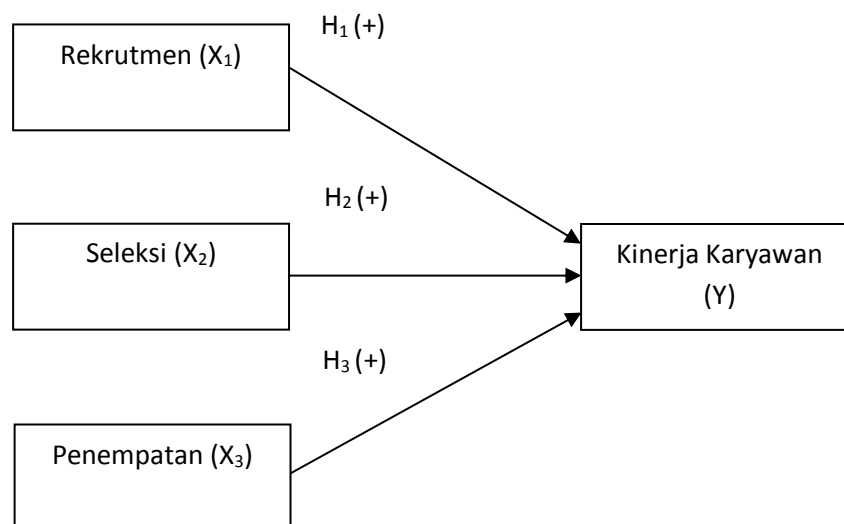 H₁ (+)
Rekrutmen (X₁)
H₂ (+)
Seleksi (X₂)
Kinerja Karyawan
(Y)
H₃ (+)
Penempatan (X₃)